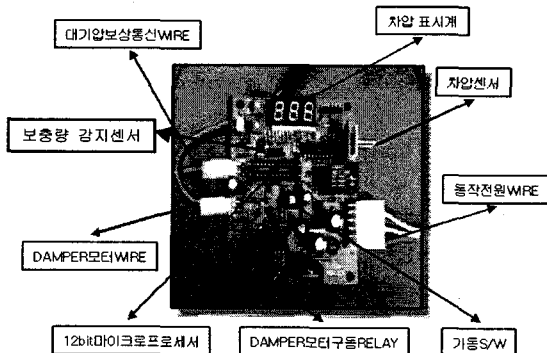 대기압보상통신WIRE
차압 표시계
차압센서
보충량 감지센서
888
동작전원WIRE
DAMPER모터WIRE
12bit마이크로프로세서
DAMPER모터구동RELAY
가동S/W